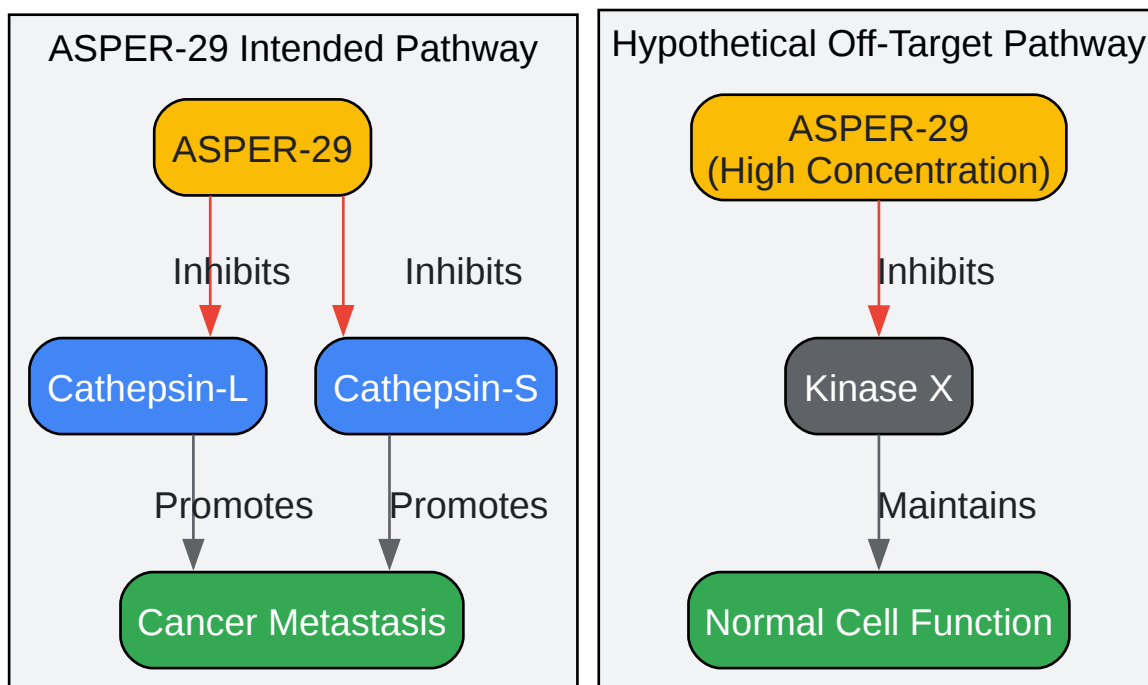 ASPER-29 Intended Pathway
ASPER-29
Inhibits
Inhibits
Cathepsin-L
Cathepsin-S
Promotes
Promotes
Cancer Metastasis
Hypothetical Off-Target Pathway
ASPER-29
(High Concentration)
Inhibits
Kinase X
Maintains
Normal Cell Function